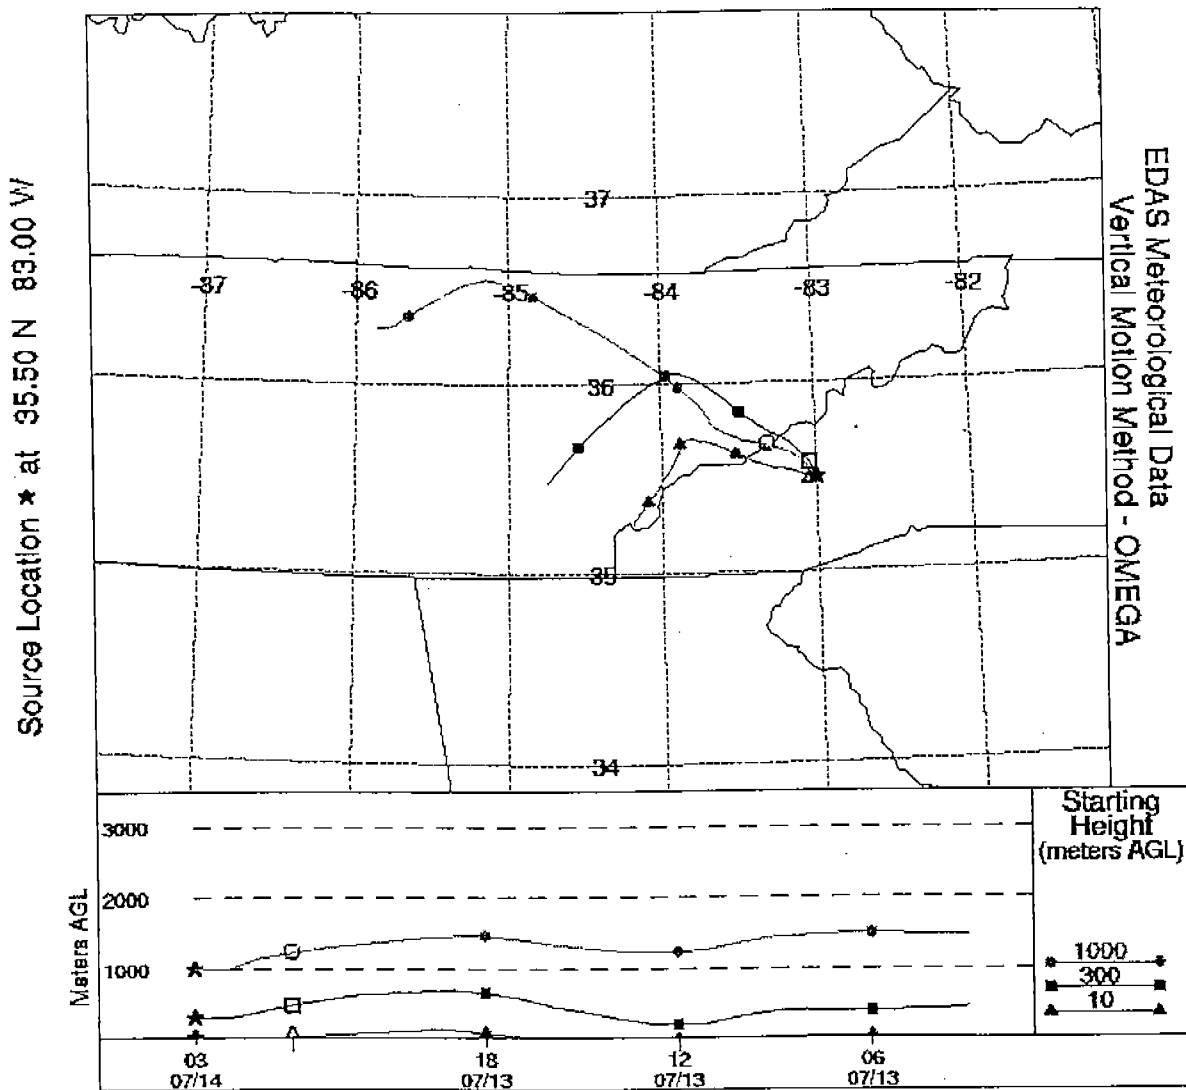 Source Location ★ at 35.50 N 83.00 W
EDAS Meteorological Data
Vertical Motion Method - OMEGA
37
-87 -86 -85 -84 -83 -82
36
35
34
Meters AGL
3000
2000
1000
03 18 12 06
07/14 07/13 07/13 07/13
Starting
Height
(meters AGL)
1000
300
10